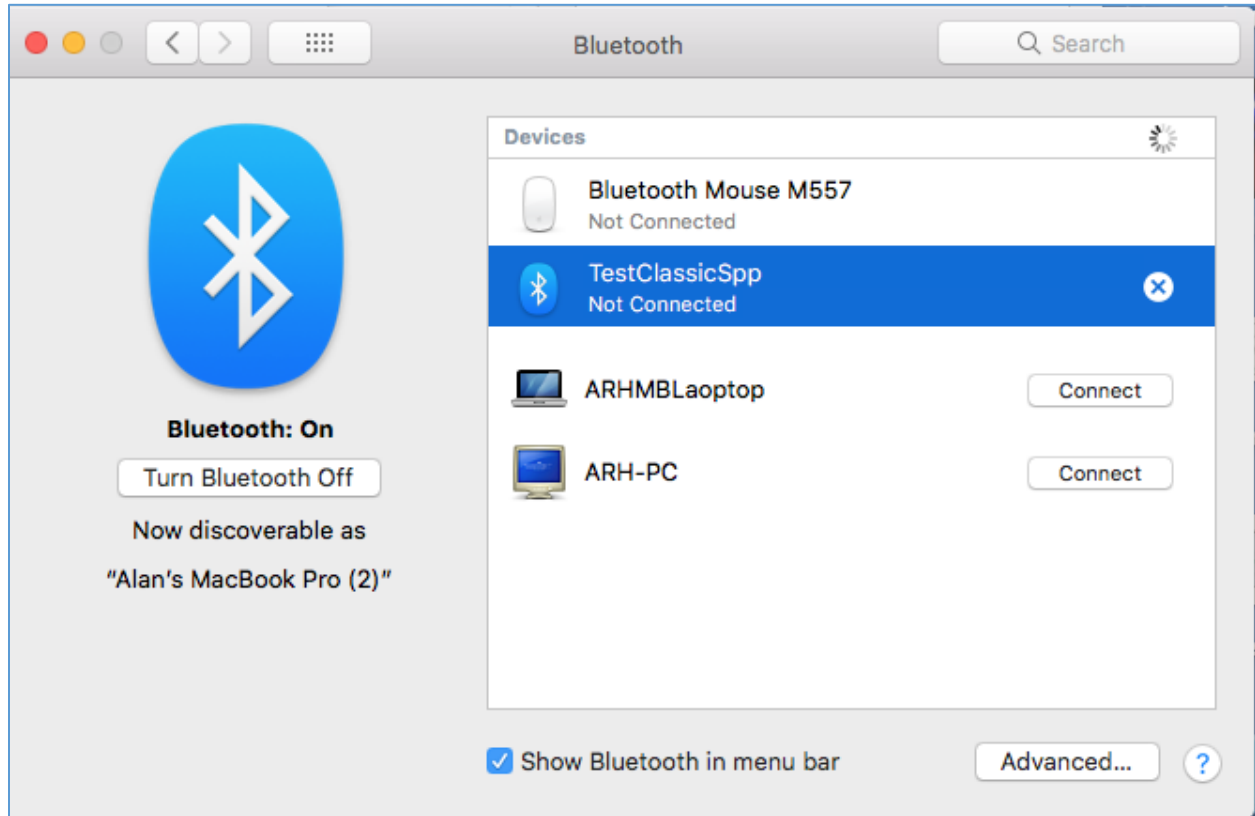 Bluetooth
Search
Bluetooth: On
Turn Bluetooth Off
Now discoverable as
“Alan's MacBook Pro (2)”
Devices
Bluetooth Mouse M557
Not Connected
TestClassicSpp
Not Connected
ARHMBLaoptop
Connect
ARH-PC
Connect
Show Bluetooth in menu bar
Advanced...
?